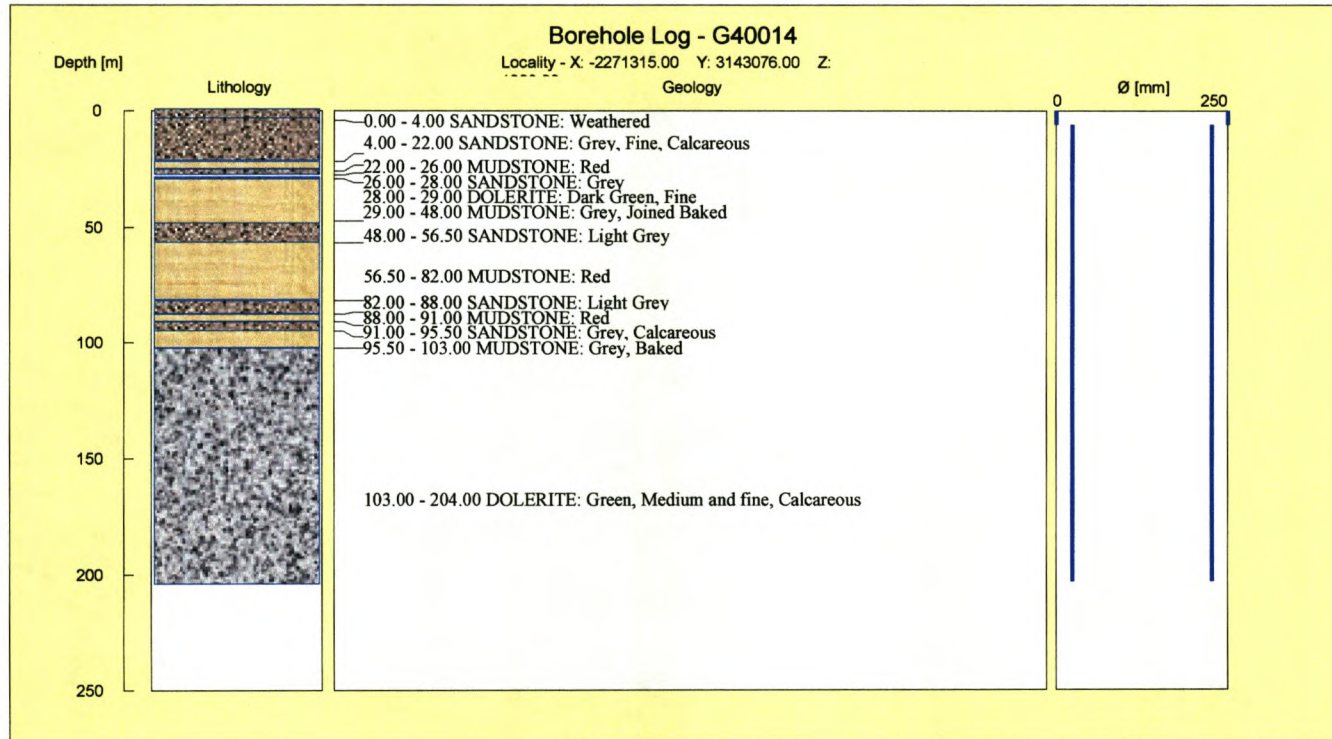 Borehole Log - G40014
Depth [m]
Locality - X: -2271315.00 Y: 3143076.00 Z:
Lithology
Geology
Ø [mm]
0
250
0
50
100
150
200
250
0.00 - 4.00 SANDSTONE: Weathered
4.00 - 22.00 SANDSTONE: Grey, Fine, Calcareous
22.00 - 26.00 MUDSTONE: Red
26.00 - 28.00 SANDSTONE: Grey
28.00 - 29.00 DOLERITE: Dark Green, Fine
29.00 - 48.00 MUDSTONE: Grey, Joined Baked
48.00 - 56.50 SANDSTONE: Light Grey
56.50 - 82.00 MUDSTONE: Red
82.00 - 88.00 SANDSTONE: Light Grey
88.00 - 91.00 MUDSTONE: Red
91.00 - 95.50 SANDSTONE: Grey, Calcareous
95.50 - 103.00 MUDSTONE: Grey, Baked
103.00 - 204.00 DOLERITE: Green, Medium and fine, Calcareous